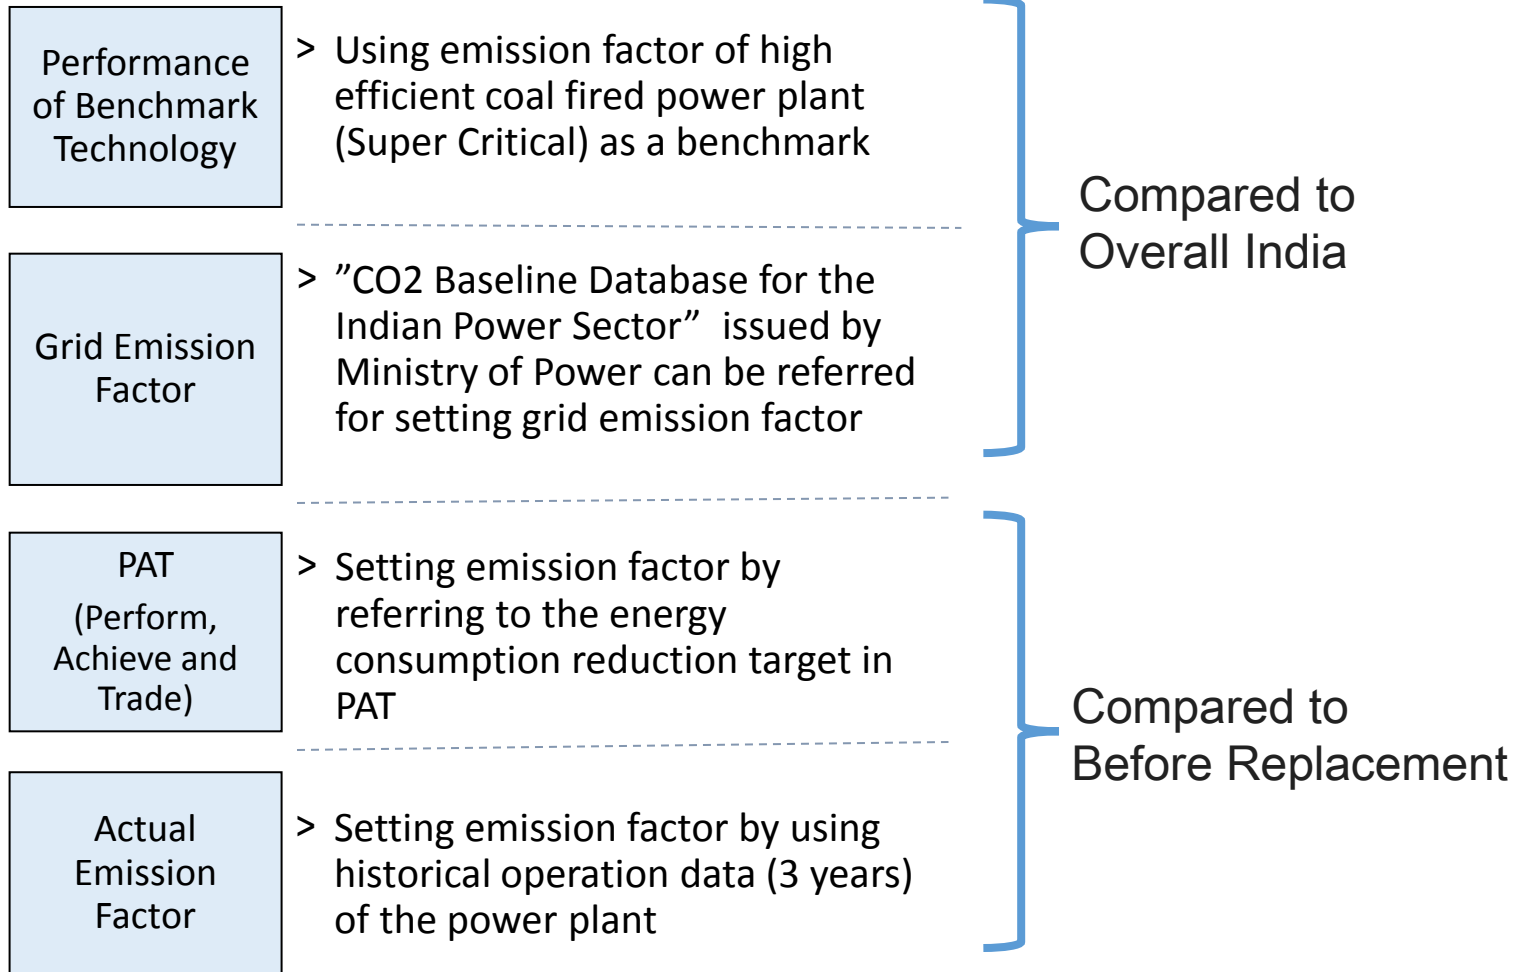 Performance
of Benchmark
Technology
> Using emission factor of high
efficient coal fired power plant
(Super Critical) as a benchmark
Grid Emission
Factor
> ”CO2 Baseline Database for the
Indian Power Sector” issued by
Ministry of Power can be referred
for setting grid emission factor
Compared to
Overall India
PAT
(Perform,
Achieve and
Trade)
> Setting emission factor by
referring to the energy
consumption reduction target in
PAT
Actual
Emission
Factor
> Setting emission factor by using
historical operation data (3 years)
of the power plant
Compared to
Before Replacement